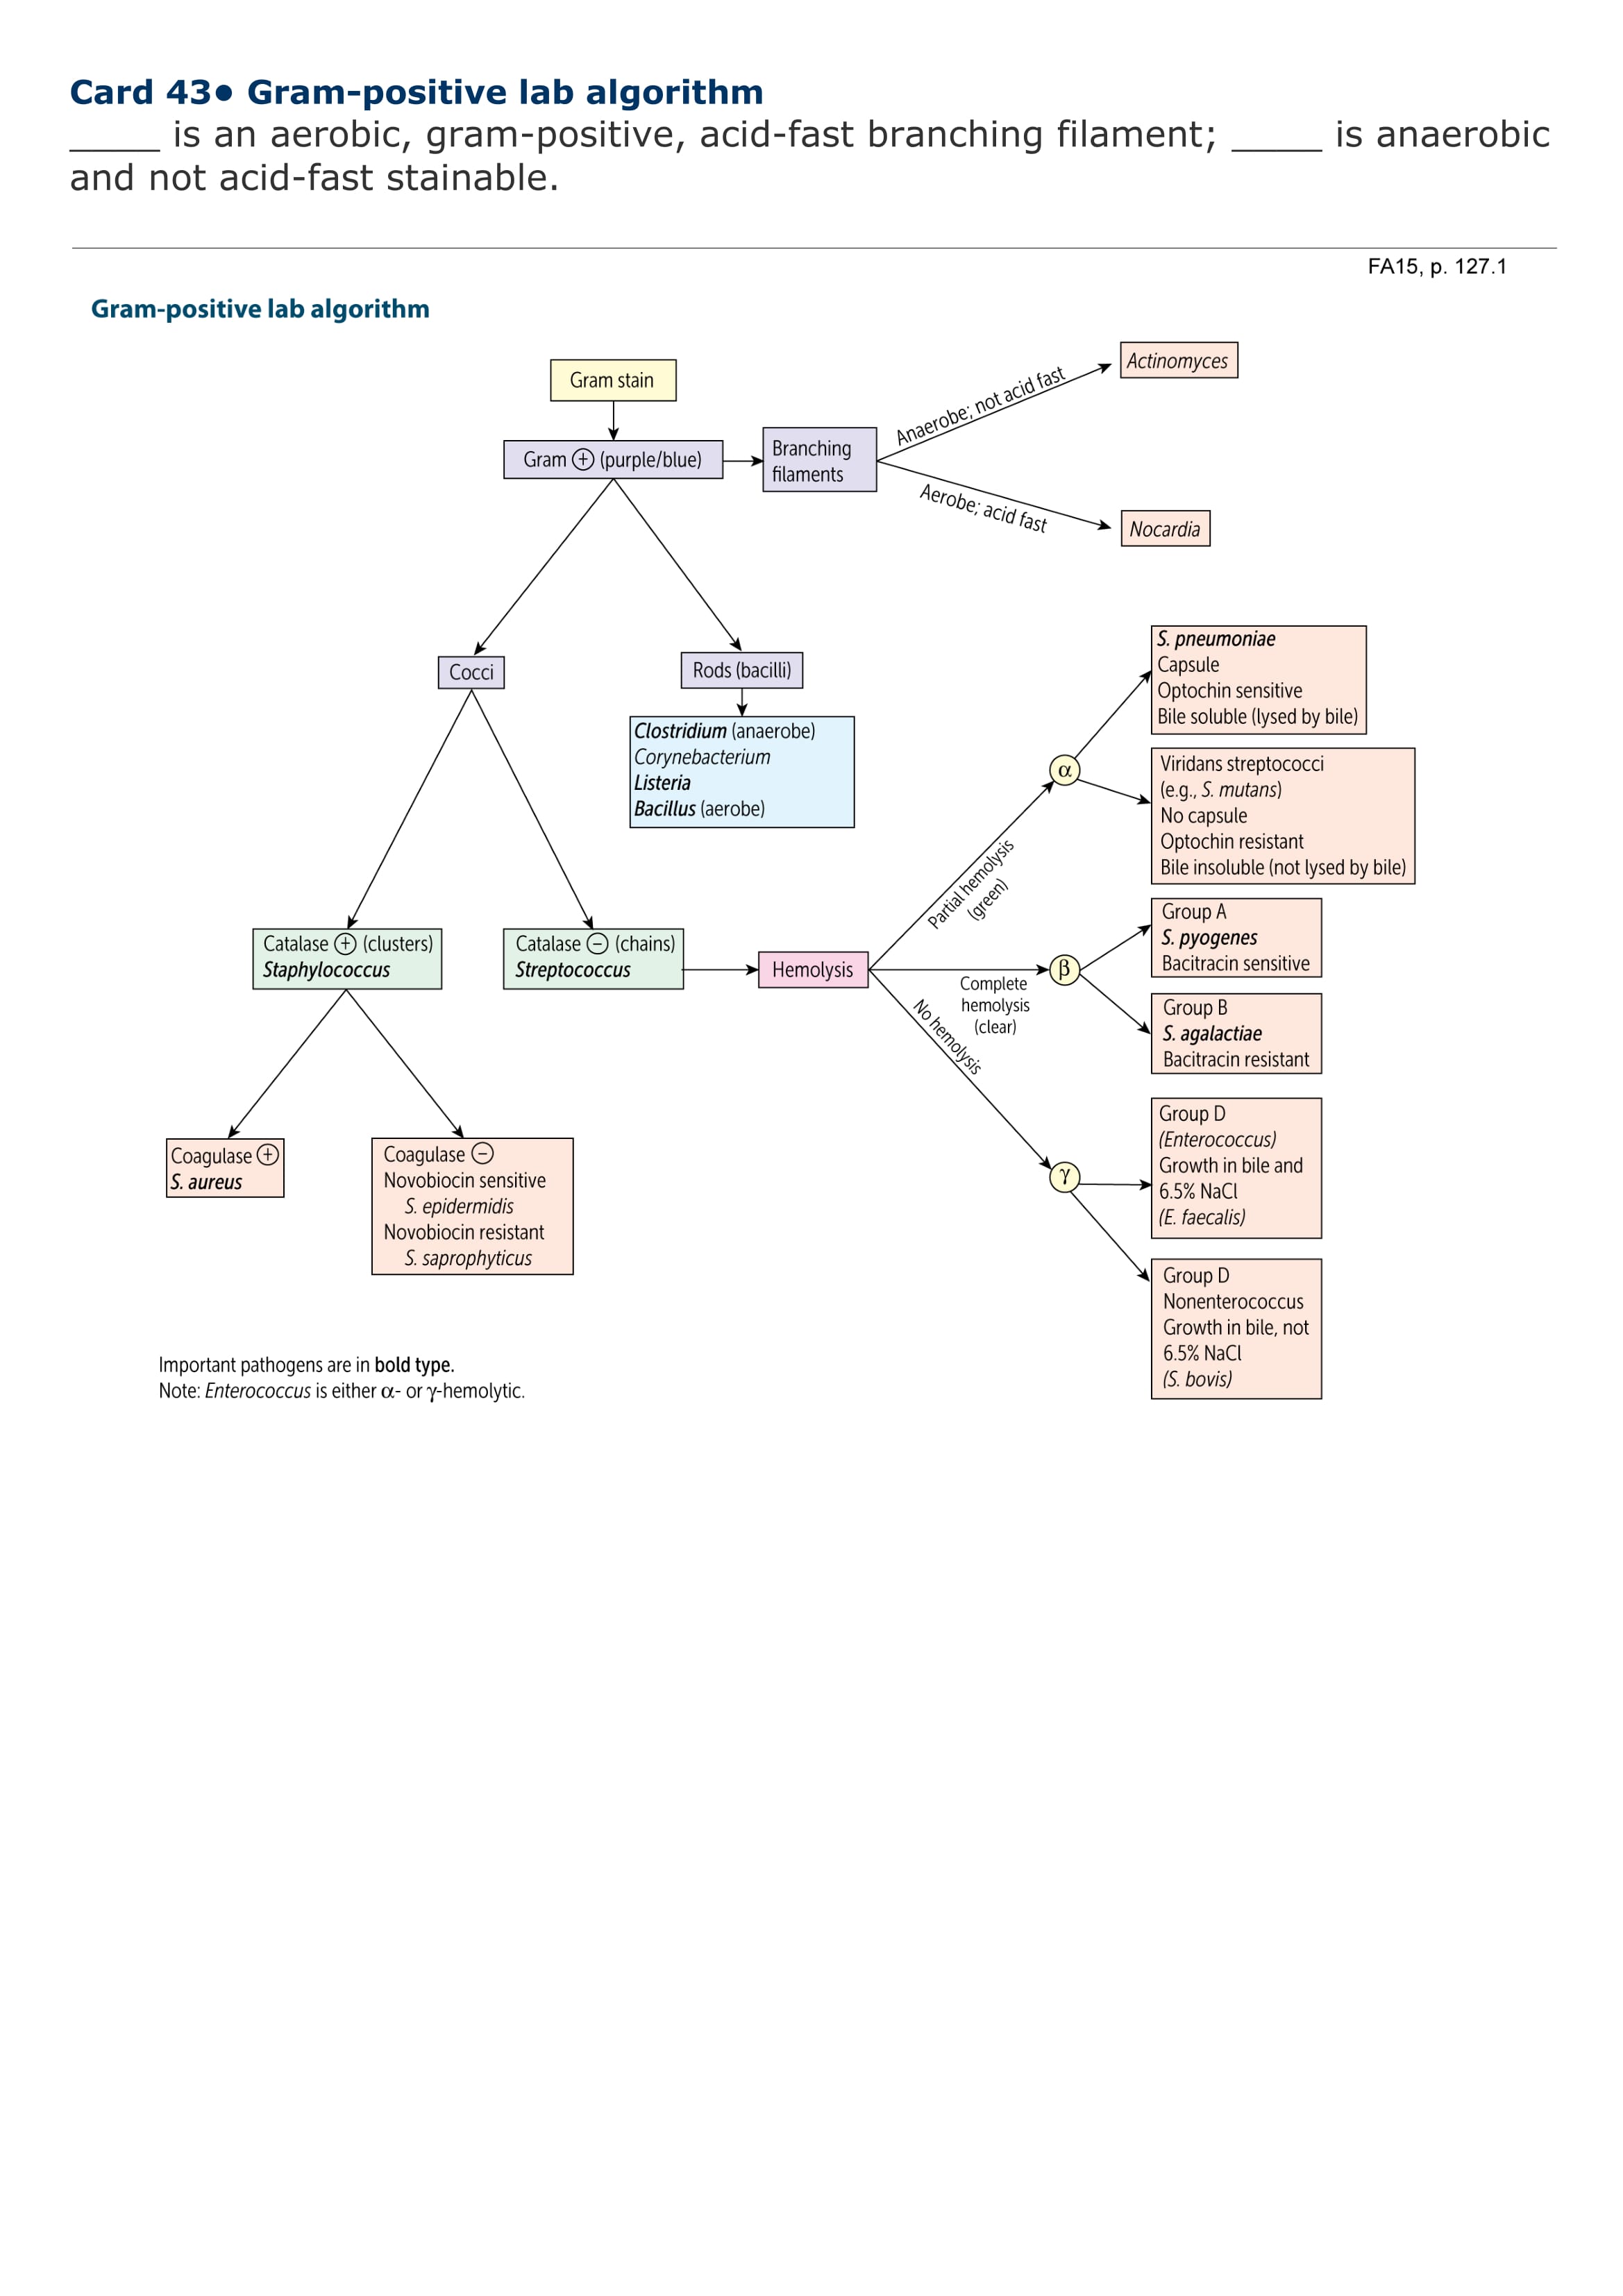 Card 43• Gram-positive lab algorithm
_____ is an aerobic, gram-positive, acid-fast branching filament; _____ is anaerobic
and not acid-fast stainable.
FA15, p. 127.1
Gram-positive lab algorithm
Gram stain
Gram ⊕ (purple/blue)
Branching
filaments
Anaerobe; not acid fast
Actinomyces
Aerobe; acid fast
Nocardia
Cocci
Rods (bacilli)
Clostridium (anaerobe)
Corynebacterium
Listeria
Bacillus (aerobe)
Catalase ⊕ (clusters)
Staphylococcus
Catalase ⊖ (chains)
Streptococcus
Hemolysis
Partial hemolysis
(green)
α
S. pneumoniae
Capsule
Optochin sensitive
Bile soluble (lysed by bile)
Viridans streptococci
(e.g., S. mutans)
No capsule
Optochin resistant
Bile insoluble (not lysed by bile)
Complete
hemolysis
(clear)
β
Group A
S. pyogenes
Bacitracin sensitive
Group B
S. agalactiae
Bacitracin resistant
No hemolysis
γ
Group D
(Enterococcus)
Growth in bile and
6.5% NaCl
(E. faecalis)
Group D
Nonenterococcus
Growth in bile, not
6.5% NaCl
(S. bovis)
Coagulase ⊕
S. aureus
Coagulase ⊖
Novobiocin sensitive
S. epidermidis
Novobiocin resistant
S. saprophyticus
Important pathogens are in bold type.
Note: Enterococcus is either α- or γ-hemolytic.